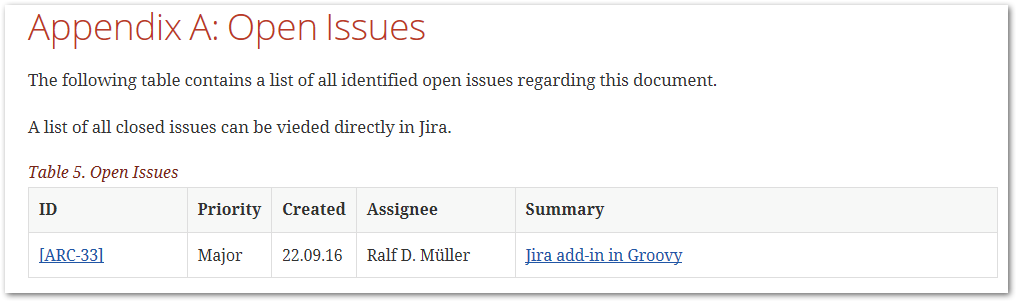 Appendix A: Open Issues
The following table contains a list of all identified open issues regarding this document.
A list of all closed issues can be vieded directly in Jira.
Table 5. Open Issues
ID Priority Created Assignee Summary
[ARC-33] Major 22.09.16 Ralf D. Müller Jira add-in in Groovy